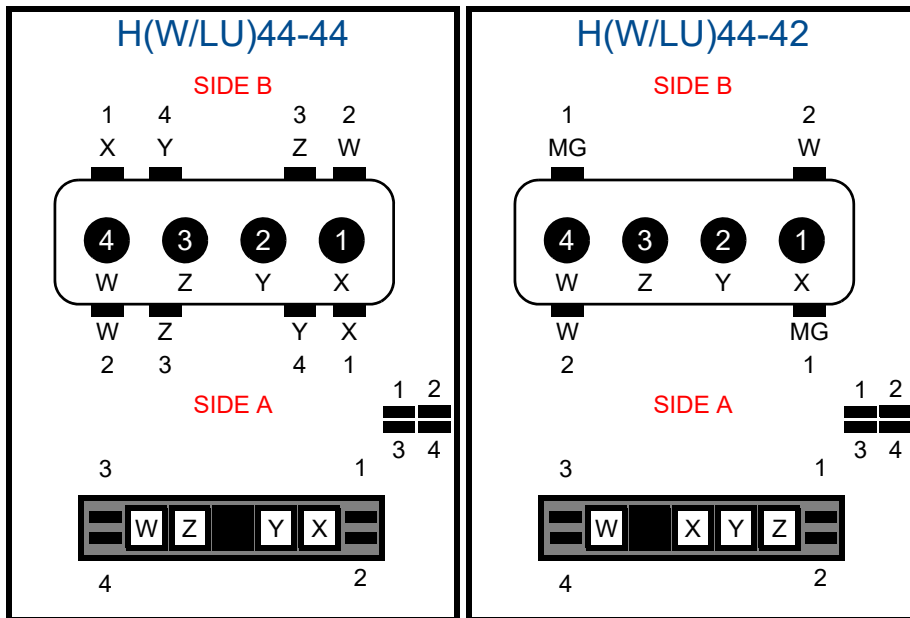 H(W/LU)44-44
SIDE B
1 4 3 2
X Y Z W
4 3 2 1
W Z Y X
W Z Y X
2 3 4 1
SIDE A
1 2
3 4
3 1
W Z Y X
4 2
H(W/LU)44-42
SIDE B
1 2
MG W
4 3 2 1
W Z Y X
W MG
2 1
SIDE A
1 2
3 4
3 1
W X Y Z
4 2